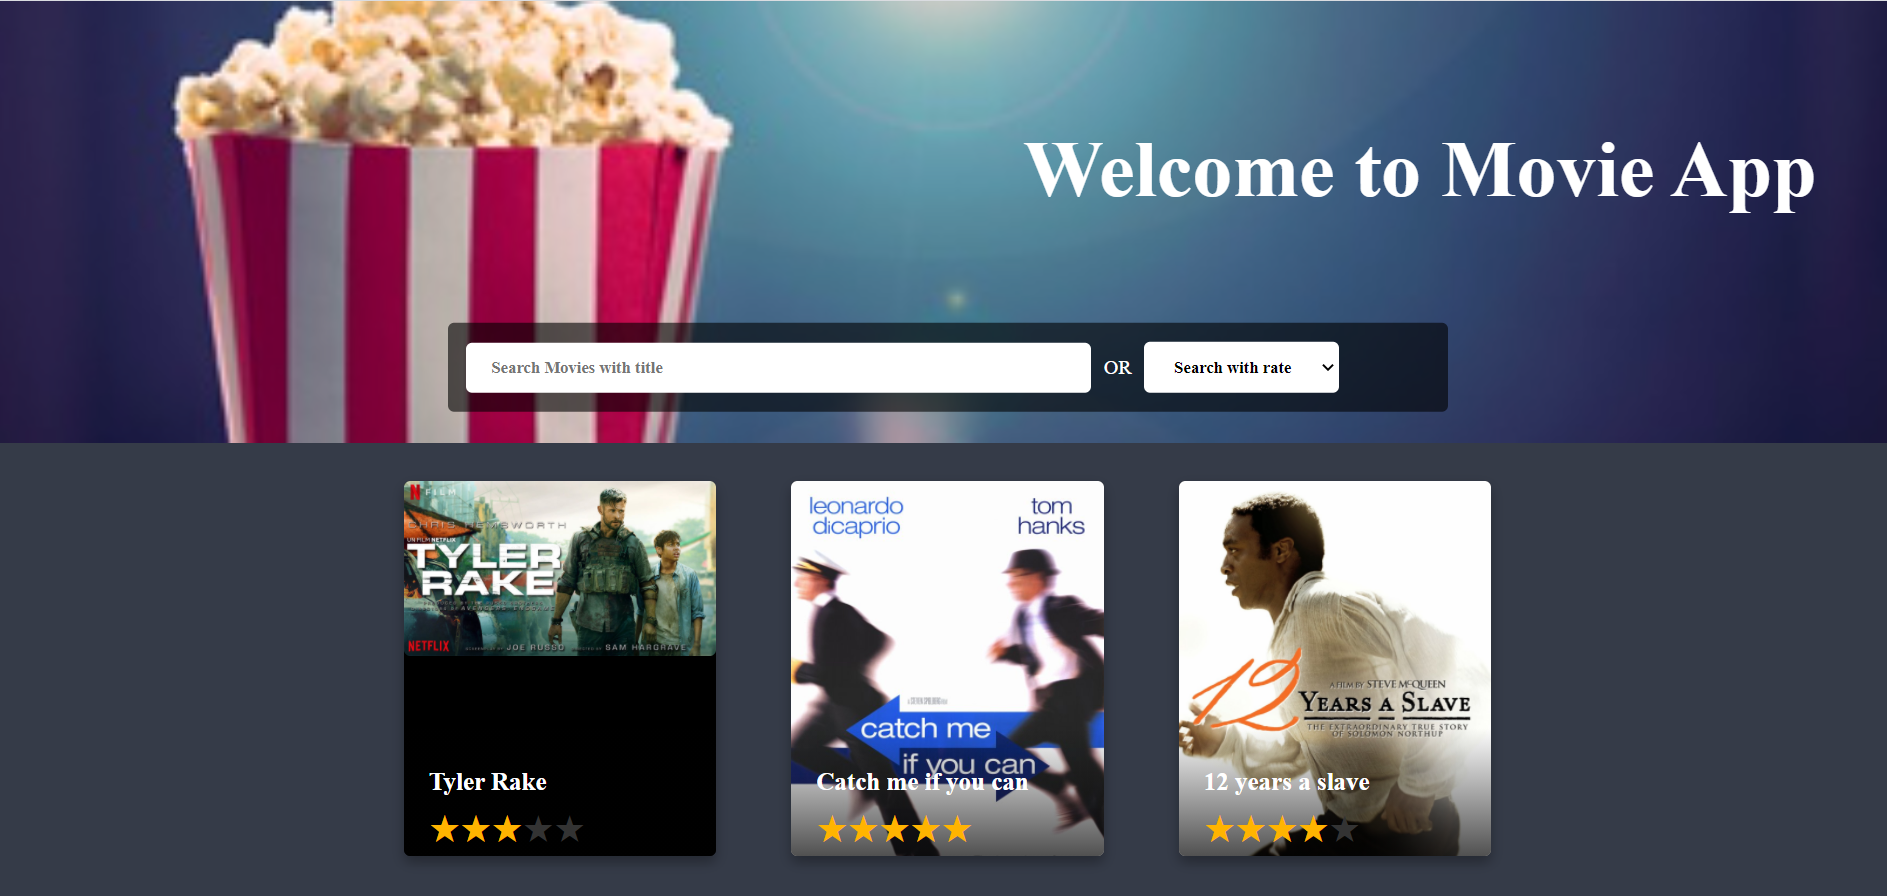 Welcome to Movie App
Search Movies with title
OR
Search with rate
N FILM
CHRIS HEMSWORTH
UN FILM NETFLIX
TYLER
RAKE
NETFLIX
JOE RUSSO
SAM HARGRAVE
Tyler Rake
leonardo
dicaprio
tom
hanks
catch me
if you can
Catch me if you can
A FILM BY STEVE McQUEEN
12 YEARS A SLAVE
THE EXTRAORDINARY TRUE STORY
OF SOLOMON NORTHUP
12 years a slave